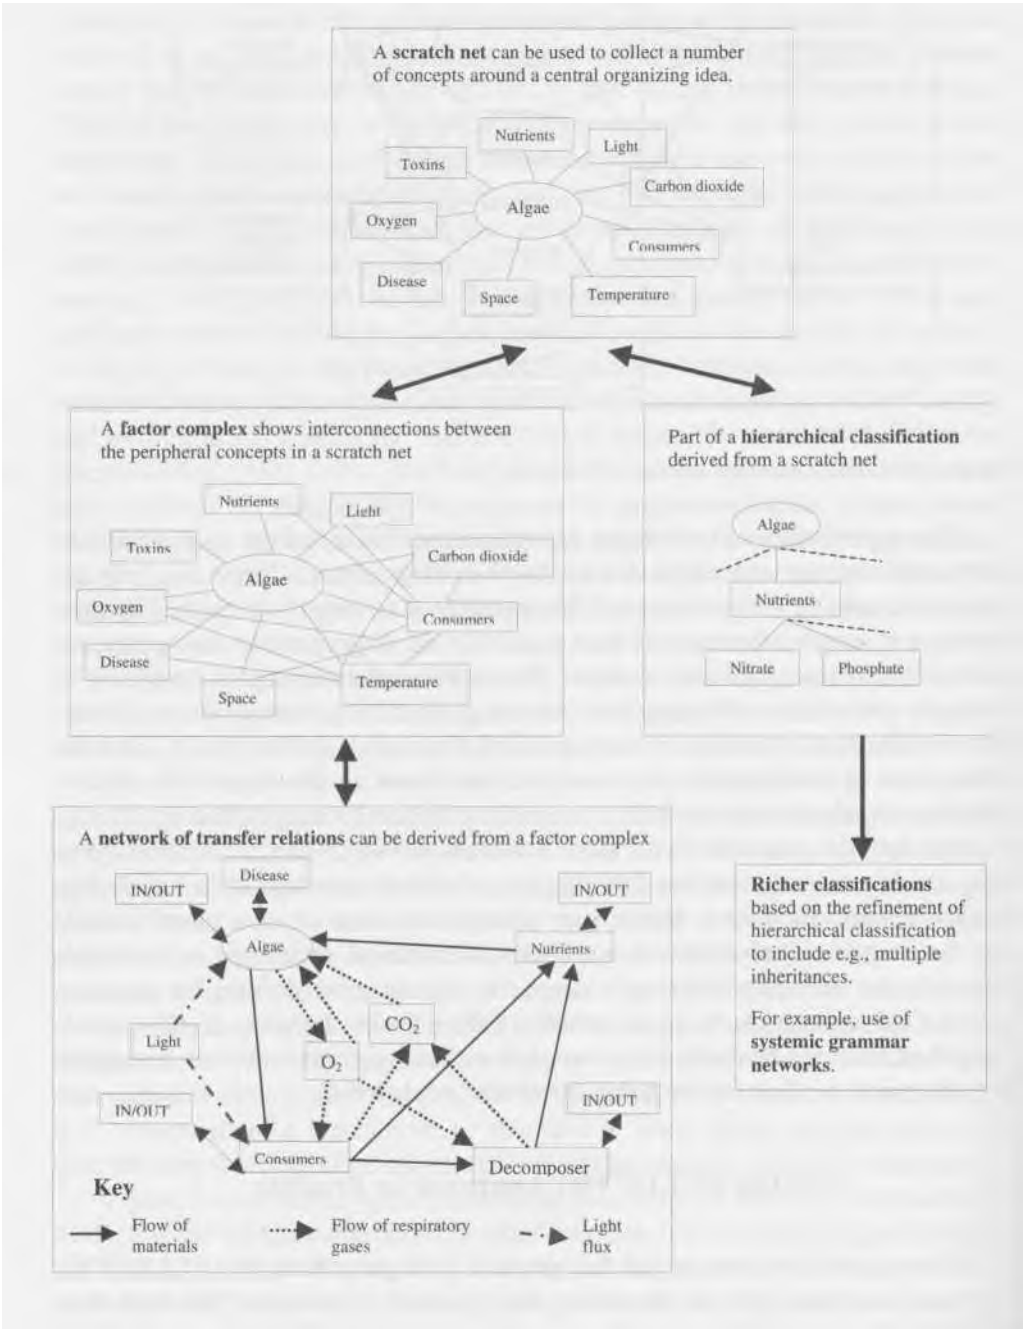 A scratch net can be used to collect a number
of concepts around a central organizing idea.
Nutrients
Light
Toxins
Carbon dioxide
Algae
Oxygen
Consumers
Disease
Space
Temperature
A factor complex shows interconnections between
the peripheral concepts in a scratch net
Nutrients
Light
Toxins
Carbon dioxide
Algae
Oxygen
Consumers
Disease
Temperature
Space
Part of a hierarchical classification
derived from a scratch net
Algae
Nutrients
Nitrate
Phosphate
A network of transfer relations can be derived from a factor complex
Disease
IN/OUT
IN/OUT
Algae
Nutrients
CO2
Light
O2
IN/OUT
IN/OUT
Consumers
Decomposer
Key
Flow of
materials
Flow of respiratory
gases
Light
flux
Richer classifications
based on the refinement of
hierarchical classification
to include e.g., multiple
inheritances.
For example, use of
systemic grammar
networks.